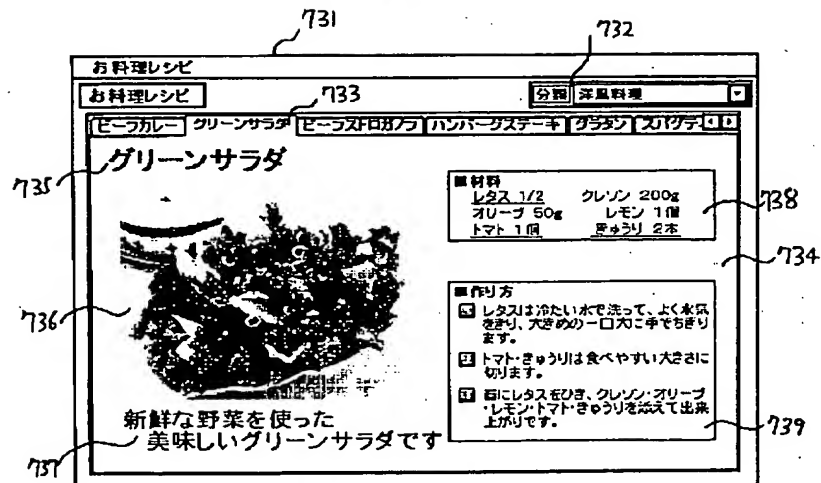 731
732
お料理レシピ
お料理レシピ
分類 洋風料理
733
ビーフカレー グリーンサラダ ビーフストロガノフ ハンバーグステーキ グラタン スパゲティ
735
グリーンサラダ
■材料
レタス 1/2 クレソン 200g
オリーブ 50g レモン 1個
トマト 1個 きゅうり 2本
738
734
736
■作り方
1 レタスは冷たい水で洗って、よく水気
をきり、大きめの一口大に手でちぎり
ます。
2 トマト・きゅうりは食べやすい大きさに
切ります。
3 皿にレタスをひき、クレソン・オリーブ
・レモン・トマト・きゅうりを添えて出来
上がりです。
739
新鮮な野菜を使った
美味しいグリーンサラダです
737